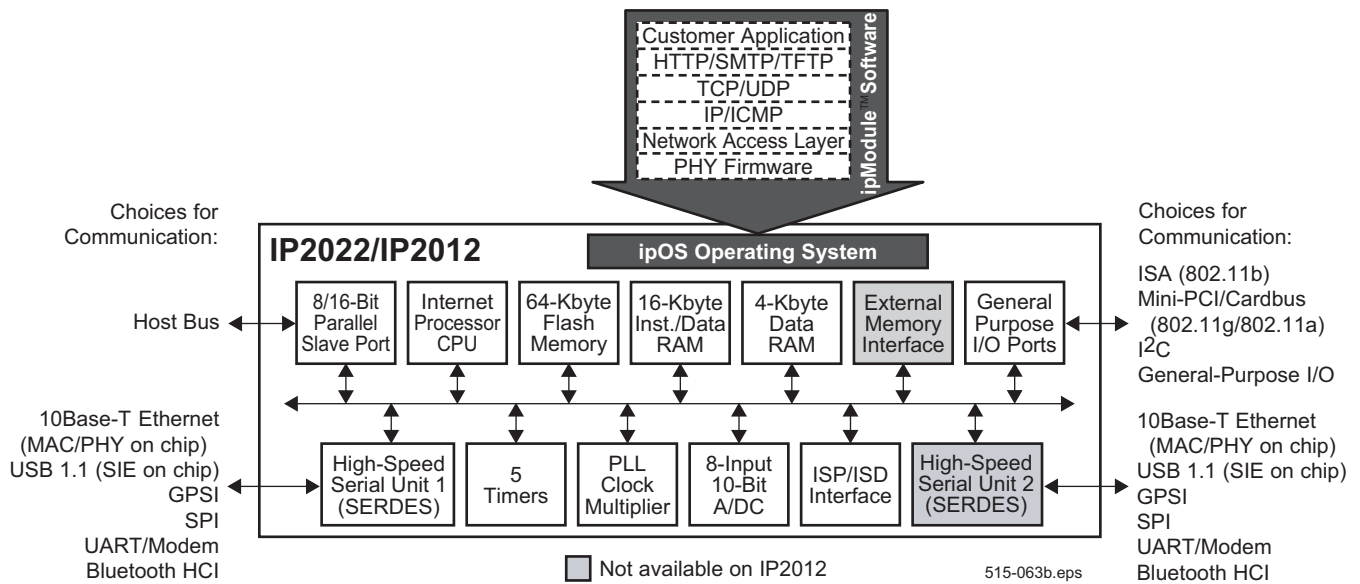 Customer Application
HTTP/SMTP/TFTP
TCP/UDP
IP/ICMP
Network Access Layer
PHY Firmware
ipModule™ Software
Choices for
Communication:
Host Bus
10Base-T Ethernet
(MAC/PHY on chip)
USB 1.1 (SIE on chip)
GPSI
SPI
UART/Modem
Bluetooth HCI
IP2022/IP2012
ipOS Operating System
8/16-Bit
Parallel
Slave Port
Internet
Processor
CPU
64-Kbyte
Flash
Memory
16-Kbyte
Inst./Data
RAM
4-Kbyte
Data
RAM
External
Memory
Interface
General
Purpose
I/O Ports
High-Speed
Serial Unit 1
(SERDES)
5
Timers
PLL
Clock
Multiplier
8-Input
10-Bit
A/DC
ISP/ISD
Interface
High-Speed
Serial Unit 2
(SERDES)
Choices for
Communication:
ISA (802.11b)
Mini-PCI/Cardbus
(802.11g/802.11a)
I2C
General-Purpose I/O
10Base-T Ethernet
(MAC/PHY on chip)
USB 1.1 (SIE on chip)
GPSI
SPI
UART/Modem
Bluetooth HCI
Not available on IP2012
515-063b.eps